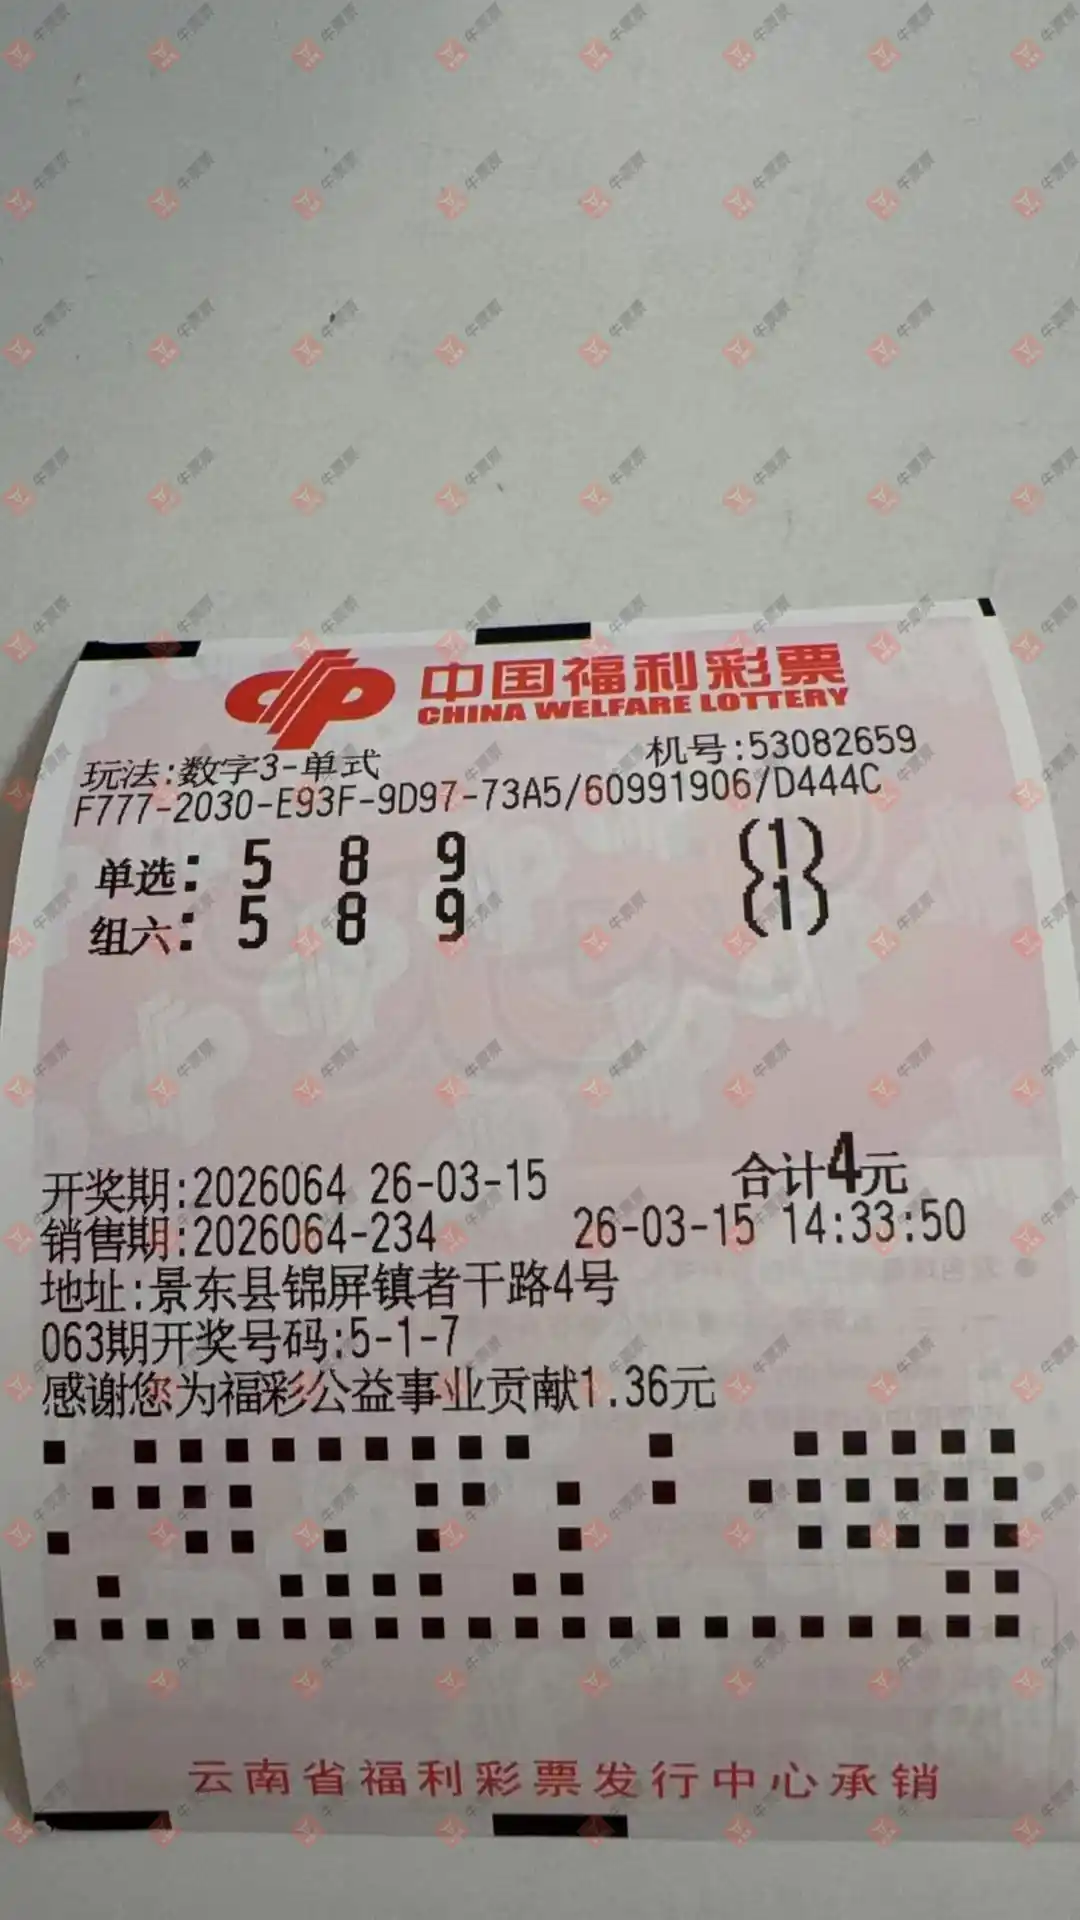 中国福利彩票
CHINA WELFARE LOTTERY
玩法:数字3-单式 机号:53082659
F777-2030-E93F-9D97-73A5/60991906/D444C
单选: 5 8 9 (1)
组六: 5 8 9 (1)
开奖期:2026064 26-03-15 合计4元
销售期:2026064-234 26-03-15 14:33:50
地址:景东县锦屏镇者干路4号
063期开奖号码:5-1-7
感谢您为福彩公益事业贡献1.36元
云南省福利彩票发行中心承销
牛票票